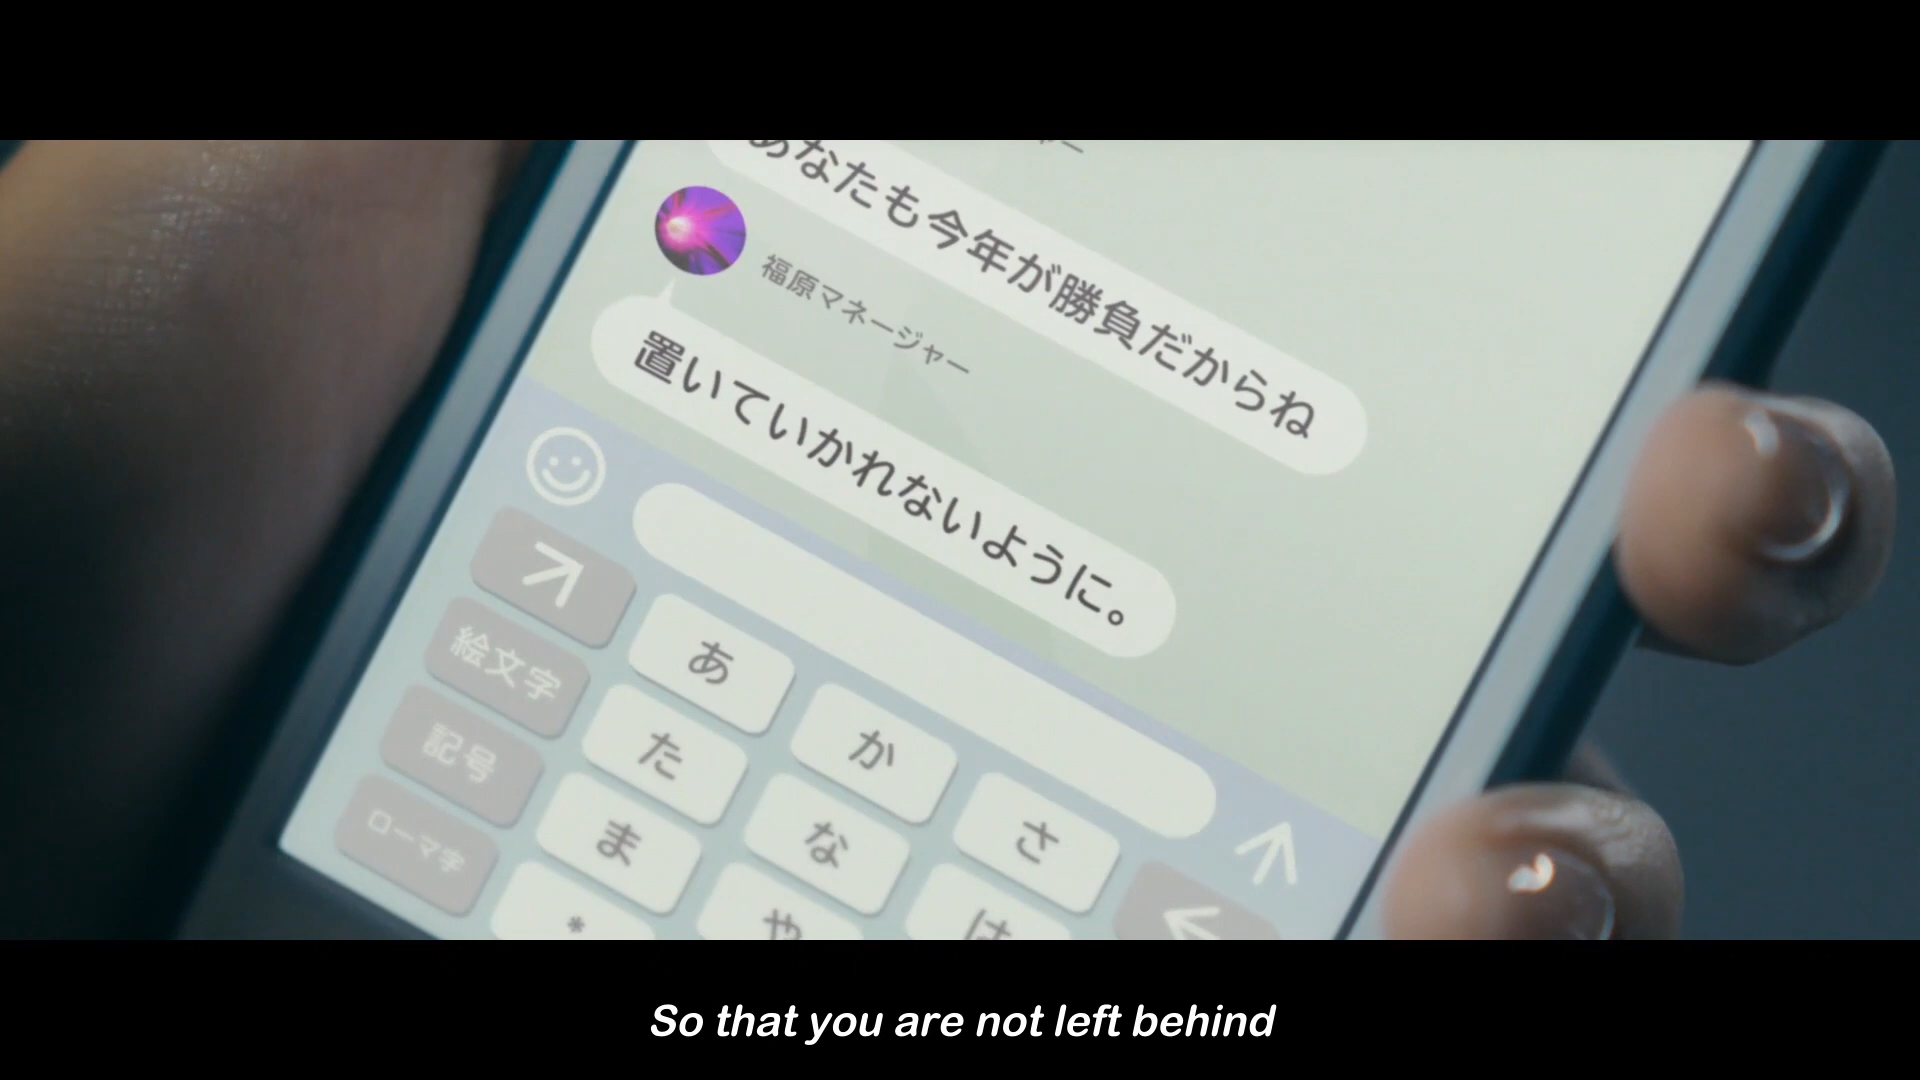 あなたも今年が勝負だからね
福原マネージャー
置いていかれないように。
絵文字
記号
ローマ字
あ
か
さ
た
な
は
ま
や
*
So that you are not left behind